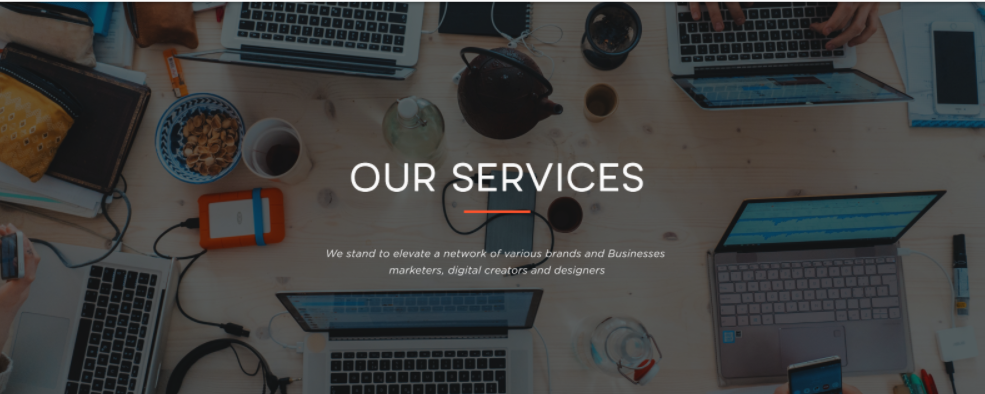 OUR SERVICES
We stand to elevate a network of various brands and Businesses
marketers, digital creators and designers